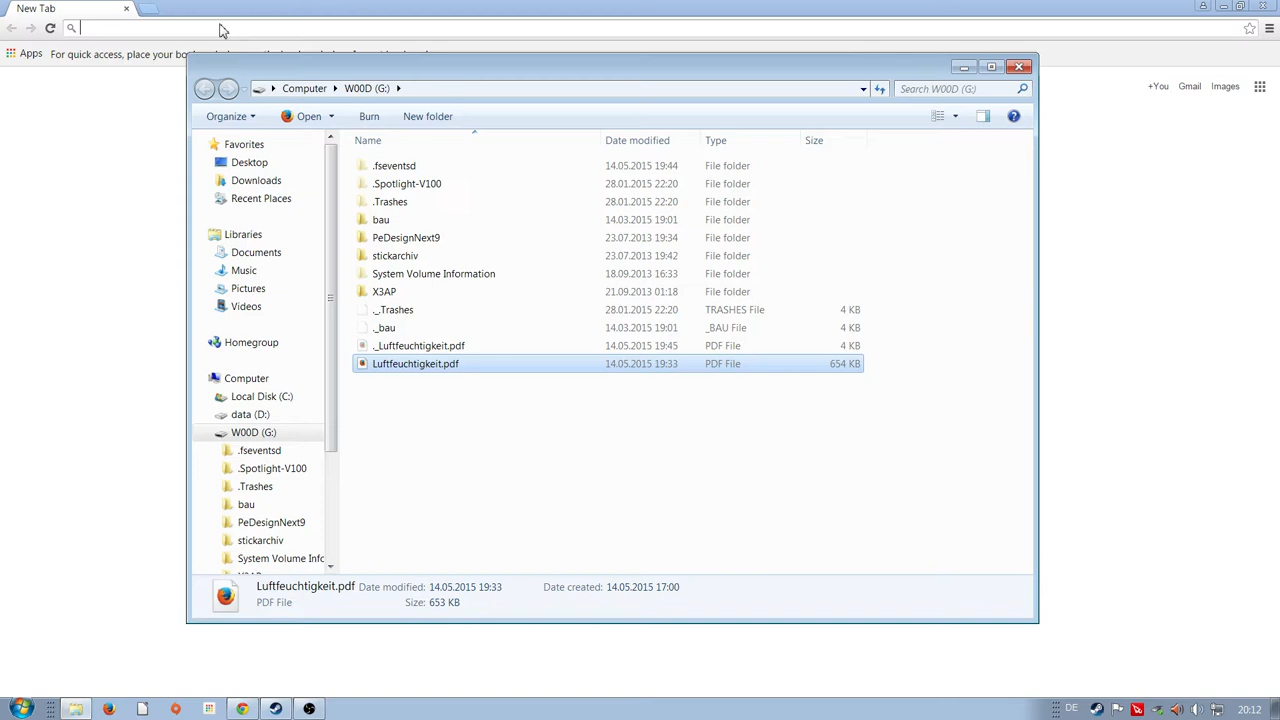 New Tab
Apps For quick access, place your bo
+You Gmail Images
Computer W00D (G:) Search W00D (G:)
Organize Open Burn New folder
Name Date modified Type Size
Favorites
Desktop
Downloads
Recent Places
Libraries
Documents
Music
Pictures
Videos
Homegroup
Computer
Local Disk (C:)
data (D:)
W00D (G:)
.fseventsd
.Spotlight-V100
.Trashes
bau
PeDesignNext9
stickarchiv
System Volume Infc
.fseventsd 14.05.2015 19:44 File folder
.Spotlight-V100 28.01.2015 22:20 File folder
.Trashes 28.01.2015 22:20 File folder
bau 14.03.2015 19:01 File folder
PeDesignNext9 23.07.2013 19:34 File folder
stickarchiv 23.07.2013 19:42 File folder
System Volume Information 18.09.2013 16:33 File folder
X3AP 21.09.2013 01:18 File folder
._.Trashes 28.01.2015 22:20 TRASHES File 4 KB
._bau 14.03.2015 19:01 _BAU File 4 KB
._Luftfeuchtigkeit.pdf 14.05.2015 19:45 PDF File 4 KB
Luftfeuchtigkeit.pdf 14.05.2015 19:33 PDF File 654 KB
Luftfeuchtigkeit.pdf Date modified: 14.05.2015 19:33 Date created: 14.05.2015 17:00
PDF File Size: 653 KB
DE 20:12